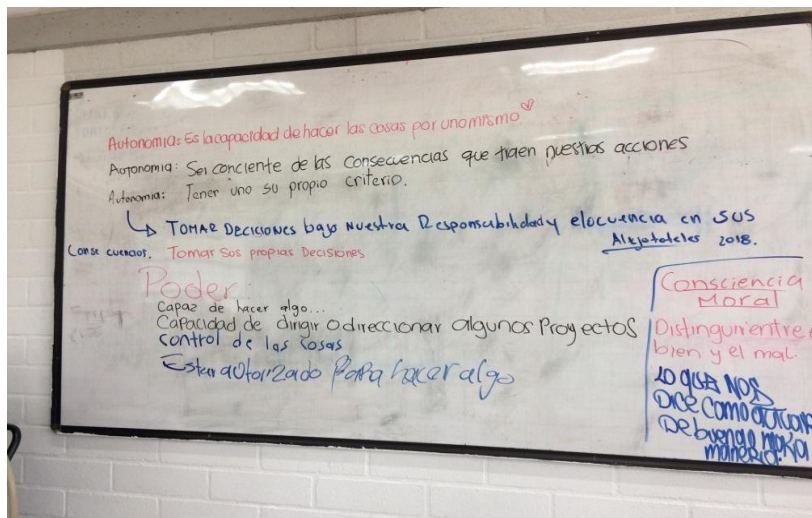 Autonomia: Es la capacidad de hacer las cosas por uno mismo
Autonomia: Ser conciente de las consecuencias que traen nuestras acciones
Autonomia: Tener uno su propio criterio.
↳ TOMAR DECISIONES bajo Nuestra Responsabilidad y elocuencia en sus
Consecuencias. Tomar Sus propias Decisiones
Alxjototeles 2018.
Poder:
Capaz de hacer algo...
Capacidad de dirigir o direccionar algunos Proyectos
control de las cosas
Estar autorizado para hacer algo
Consciencia
Moral
Distinguir entre
bien y el mal.
LO QUE NOS
DICE COMO actuar
De buena o mala
manera.